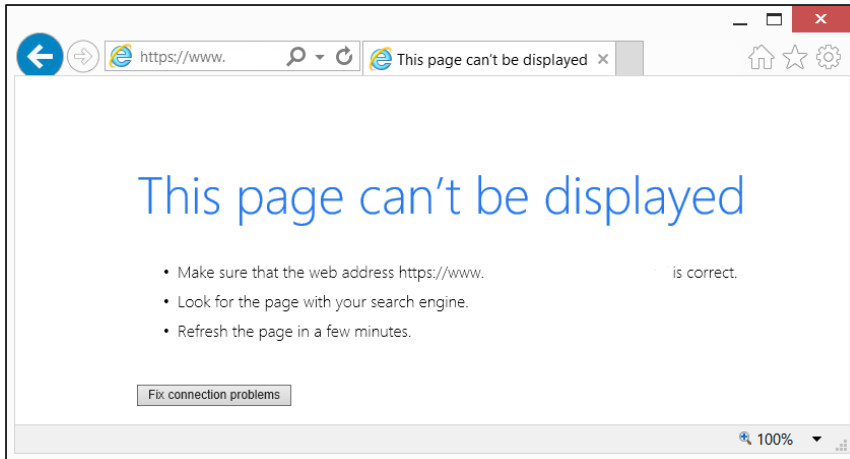 https://www.
This page can't be displayed
This page can't be displayed
• Make sure that the web address https://www. is correct.
• Look for the page with your search engine.
• Refresh the page in a few minutes.
Fix connection problems
100%